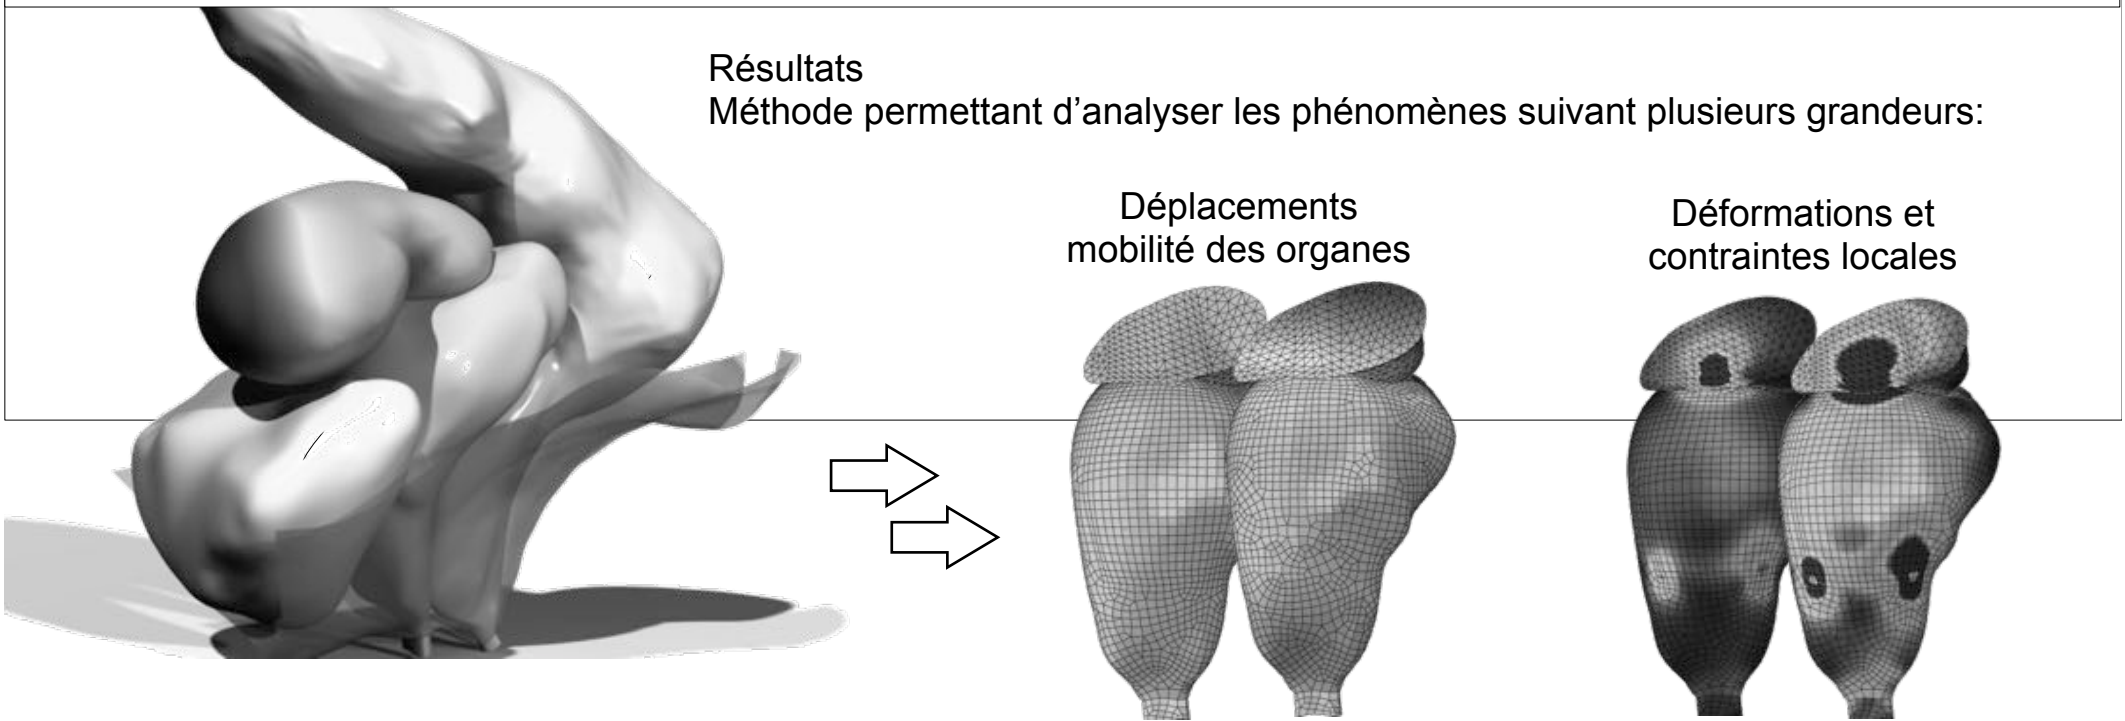 Résultats
Méthode permettant d’analyser les phénomènes suivant plusieurs grandeurs:
Déplacements
mobilité des organes
Déformations et
contraintes locales